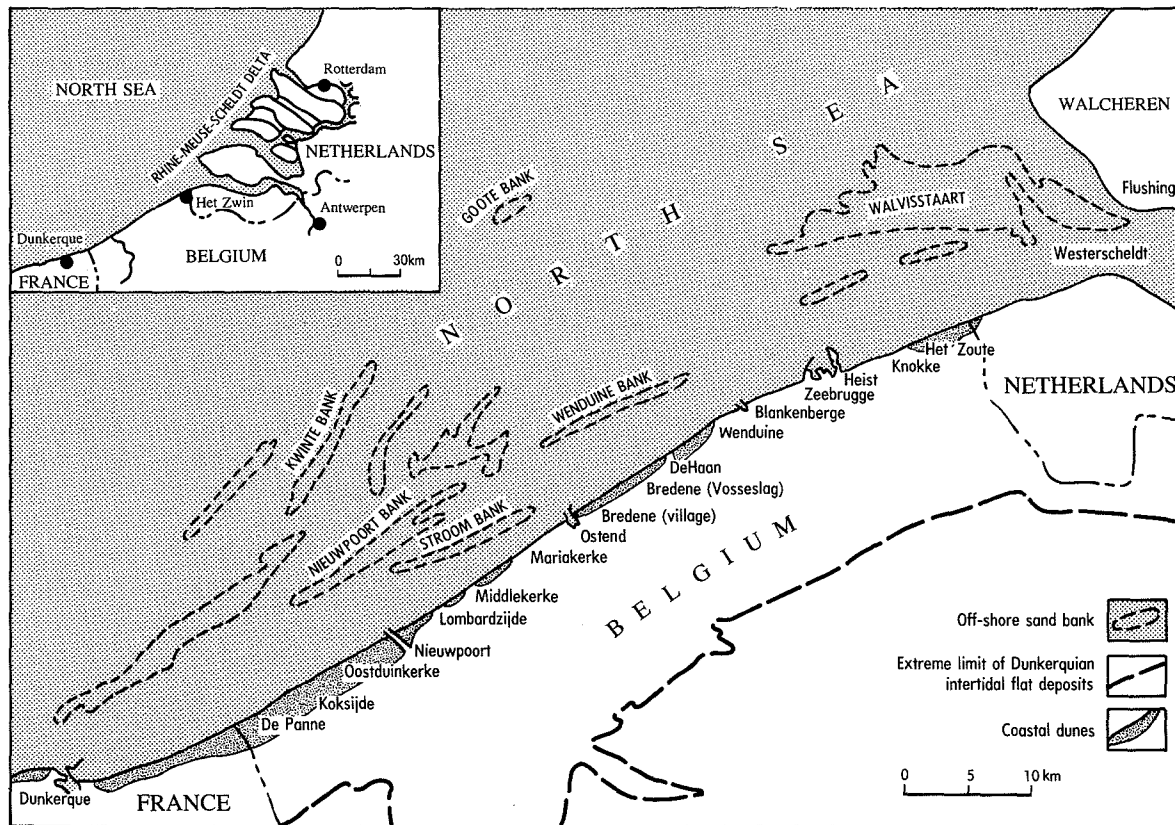 NORTH SEA
RHINE-MEUSE-SCHELDT DELTA
Rotterdam
NETHERLANDS
Het Zwin
Antwerpen
Dunkerque
BELGIUM
FRANCE
0 30km
NORTH SEA
WALCHEREN
Flushing
GOOTE BANK
WALVISSTAART
Westerscheldt
KWINTE BANK
WENDUINE BANK
NIEUWPOORT BANK
STROOM BANK
Het Zoute
Knokke
Heist
Zeebrugge
Blankenberge
Wenduine
DeHaan
Bredene (Vosseslag)
Bredene (village)
Ostend
Mariakerke
Middlekerke
Lombardzijde
Nieuwpoort
Oostduinkerke
Koksijde
De Panne
Dunkerque
FRANCE
BELGIUM
NETHERLANDS
Off-shore sand bank
Extreme limit of Dunkerquian
intertidal flat deposits
Coastal dunes
0 5 10 km